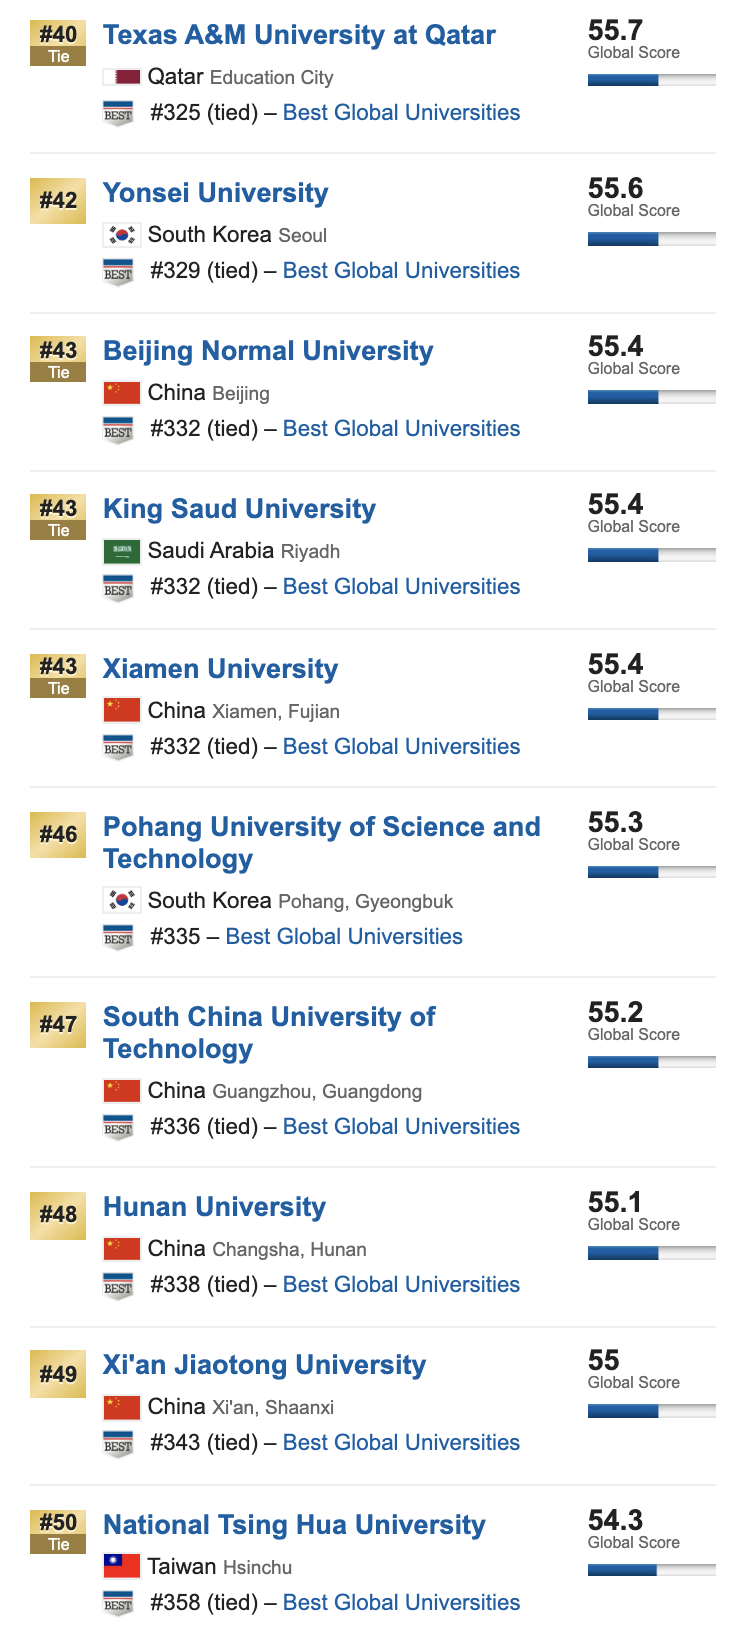 #40
Tie
Texas A&M University at Qatar
Qatar Education City
BEST #325 (tied) – Best Global Universities
55.7
Global Score
#42
Yonsei University
South Korea Seoul
BEST #329 (tied) – Best Global Universities
55.6
Global Score
#43
Tie
Beijing Normal University
China Beijing
BEST #332 (tied) – Best Global Universities
55.4
Global Score
#43
Tie
King Saud University
Saudi Arabia Riyadh
BEST #332 (tied) – Best Global Universities
55.4
Global Score
#43
Tie
Xiamen University
China Xiamen, Fujian
BEST #332 (tied) – Best Global Universities
55.4
Global Score
#46
Pohang University of Science and
Technology
South Korea Pohang, Gyeongbuk
BEST #335 – Best Global Universities
55.3
Global Score
#47
South China University of
Technology
China Guangzhou, Guangdong
BEST #336 (tied) – Best Global Universities
55.2
Global Score
#48
Hunan University
China Changsha, Hunan
BEST #338 (tied) – Best Global Universities
55.1
Global Score
#49
Xi'an Jiaotong University
China Xi'an, Shaanxi
BEST #343 (tied) – Best Global Universities
55
Global Score
#50
Tie
National Tsing Hua University
Taiwan Hsinchu
BEST #358 (tied) – Best Global Universities
54.3
Global Score